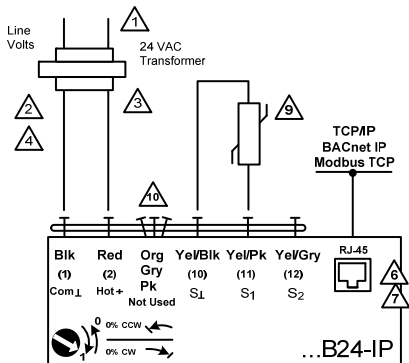 Line
Volts
1
24 VAC
Transformer
2
3
4
9
10
TCP/IP
BACnet IP
Modbus TCP
Blk
(1)
Com⊥
Red
(2)
Hot+
Org
Gry
Pk
Not Used
Yel/Blk
(10)
S⊥
Yel/Pk
(11)
S1
Yel/Gry
(12)
S2
RJ-45
6
7
0
1
0% CCW
0% CW
...B24-IP